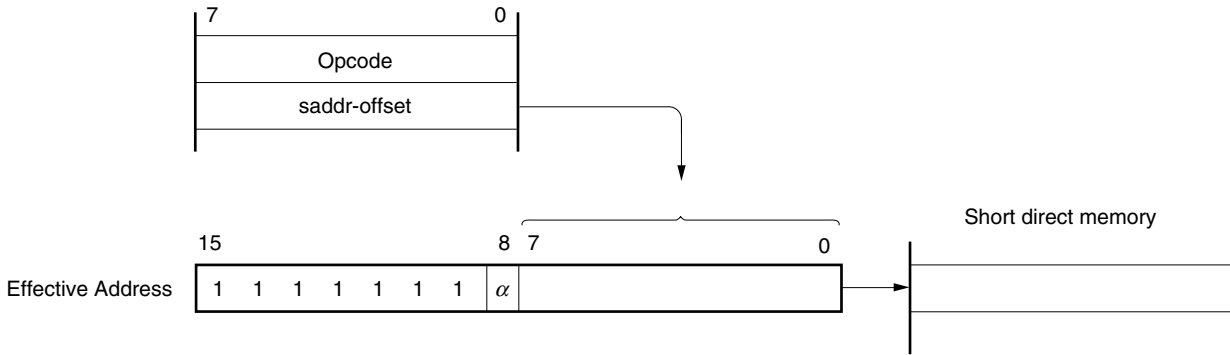 7 0
Opcode
saddr-offset
Short direct memory
15 8 7 0
Effective Address 1 1 1 1 1 1 1 α